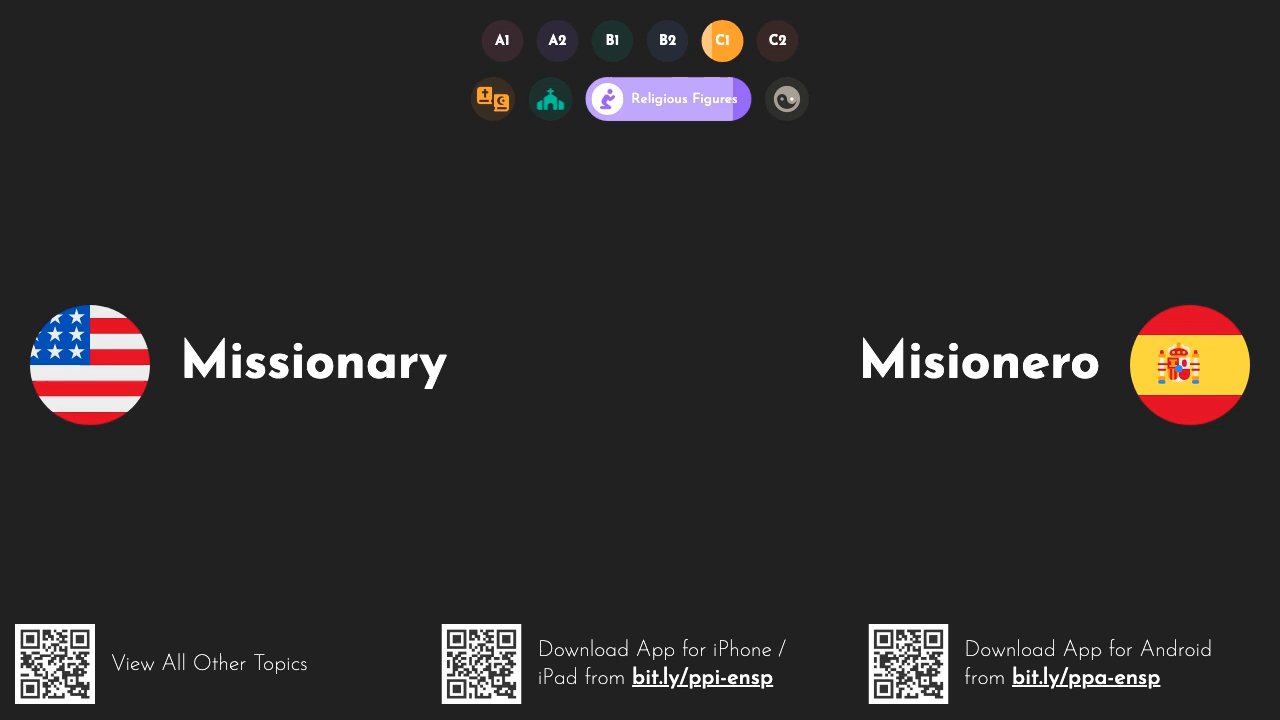 A1 A2 B1 B2 C1 C2
Religious Figures
Missionary
Misionero
View All Other Topics
Download App for iPhone /
iPad from bit.ly/ppi-ensp
Download App for Android
from bit.ly/ppa-ensp